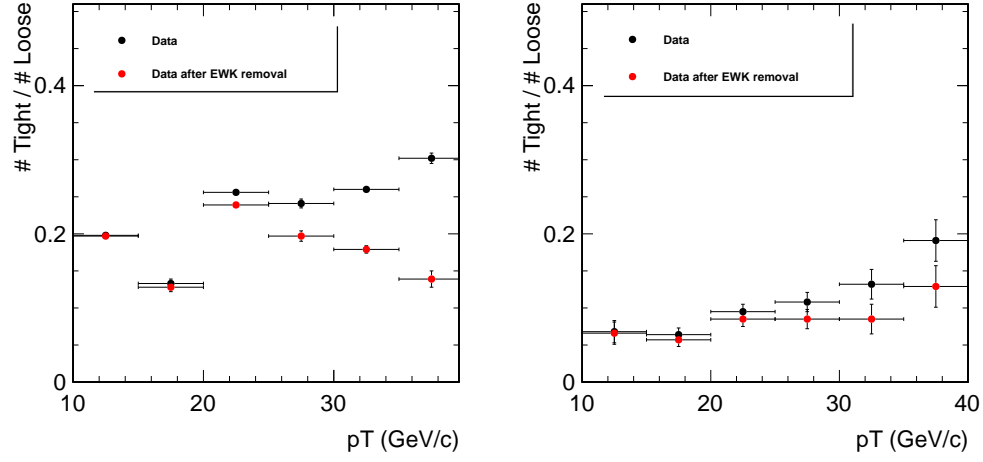 # Tight / # Loose
0.4
0.2
0
Data
Data after EWK removal
10
20
30
pT (GeV/c)
# Tight / # Loose
0.4
0.2
0
Data
Data after EWK removal
10
20
30
40
pT (GeV/c)